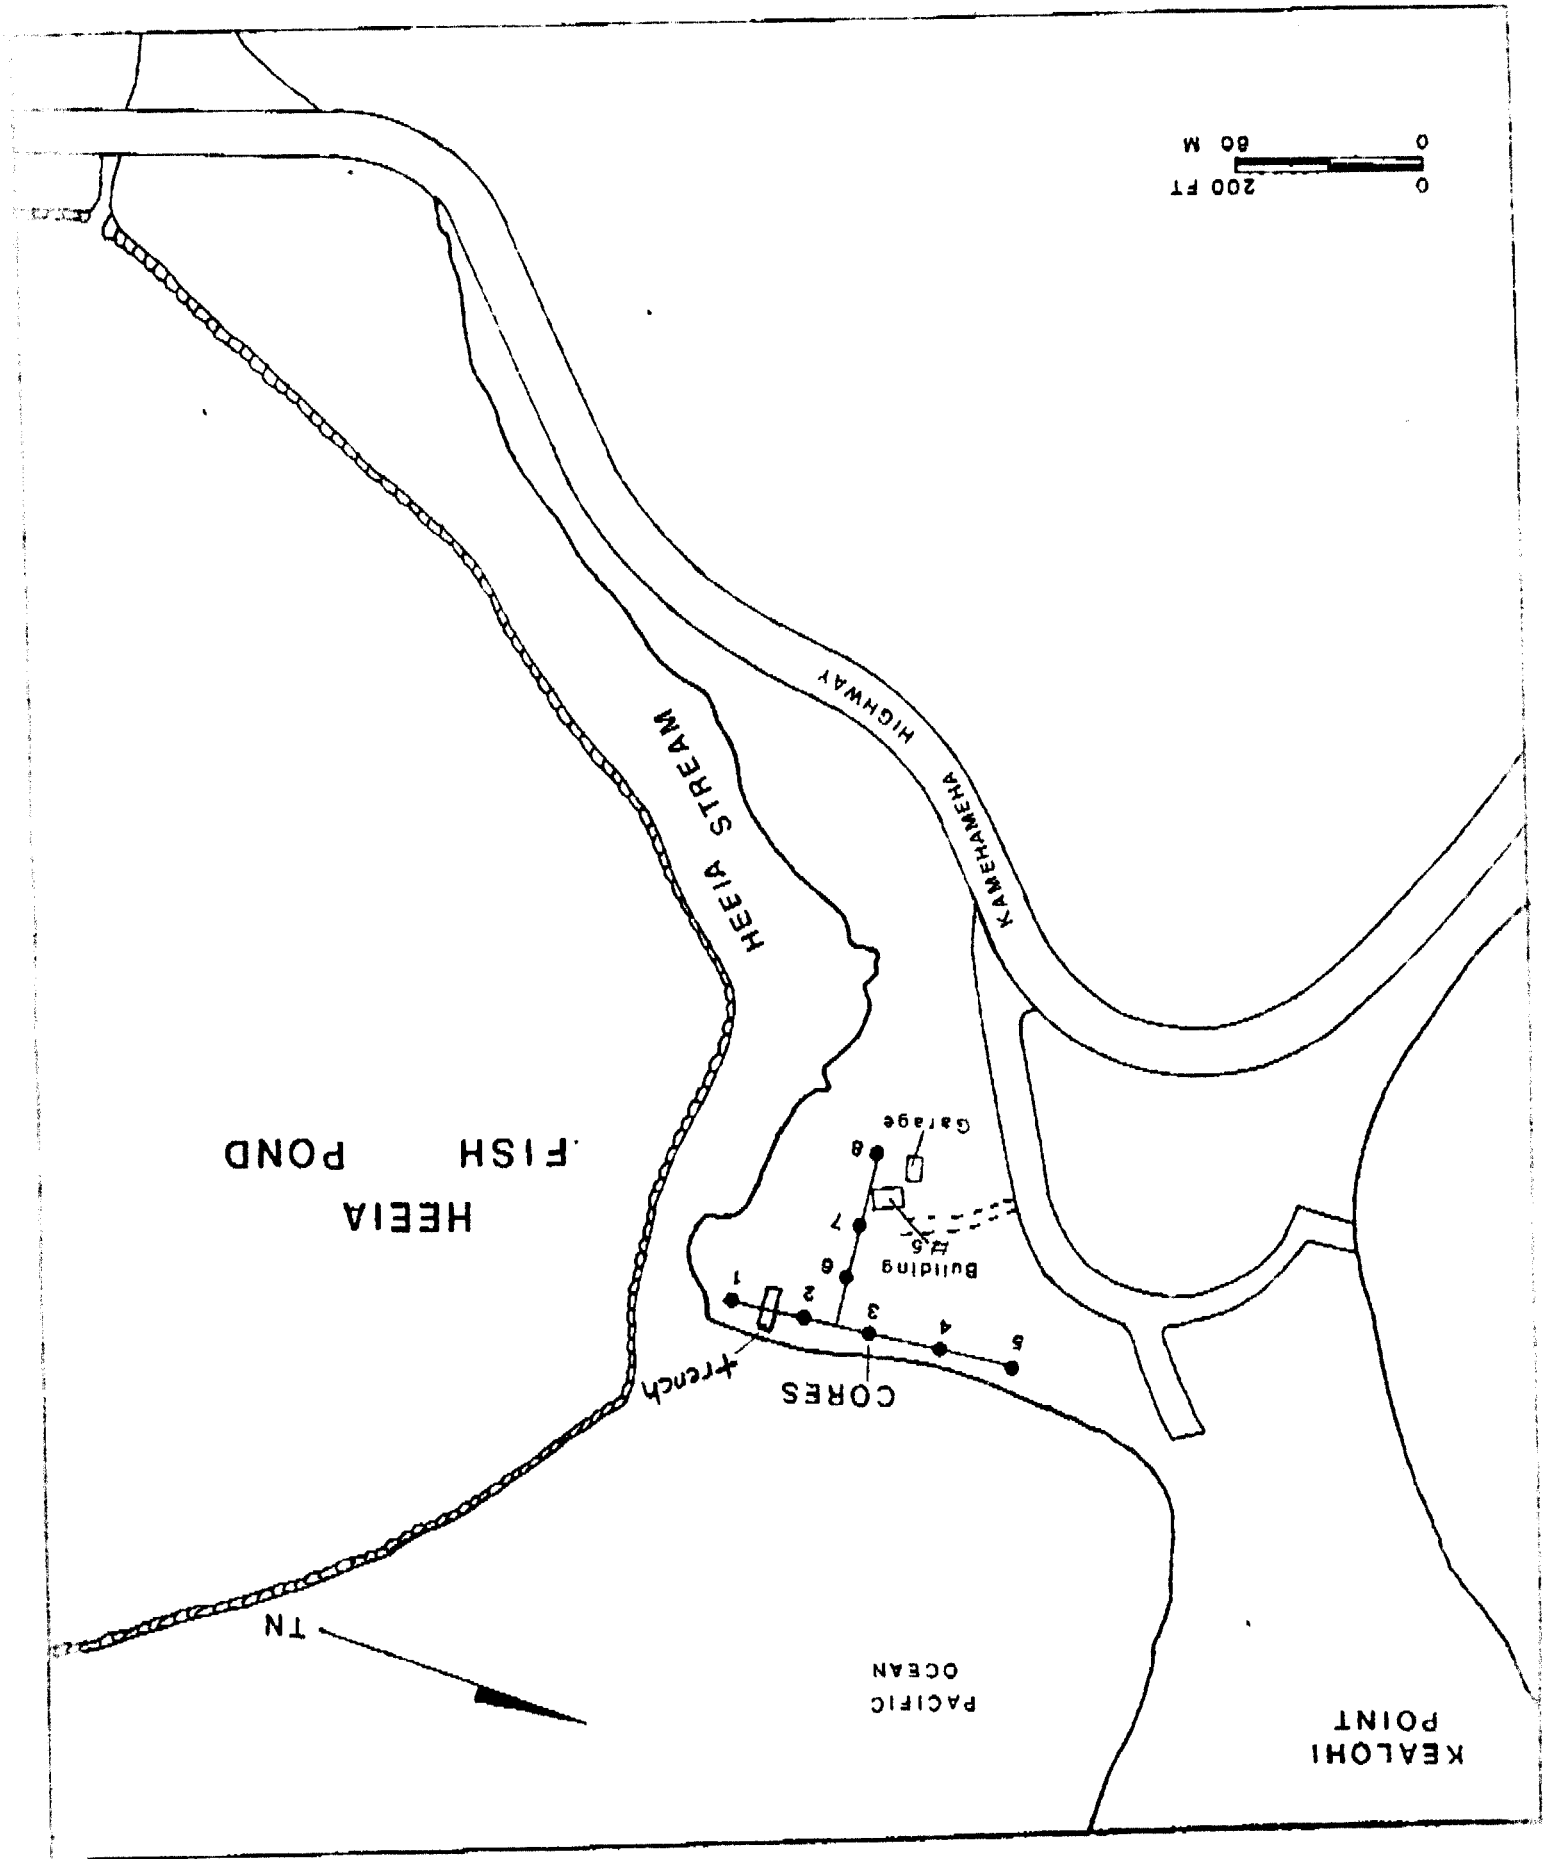 KEALOHI
POINT
PACIFIC
OCEAN
TN
CORES
trench
5
4
3
2
1
Building
#5
6
7
8
Garage
HEEIA
FISH POND
HEEIA STREAM
KAMEHAMEHA HIGHWAY
0 200 FT
0 60 M